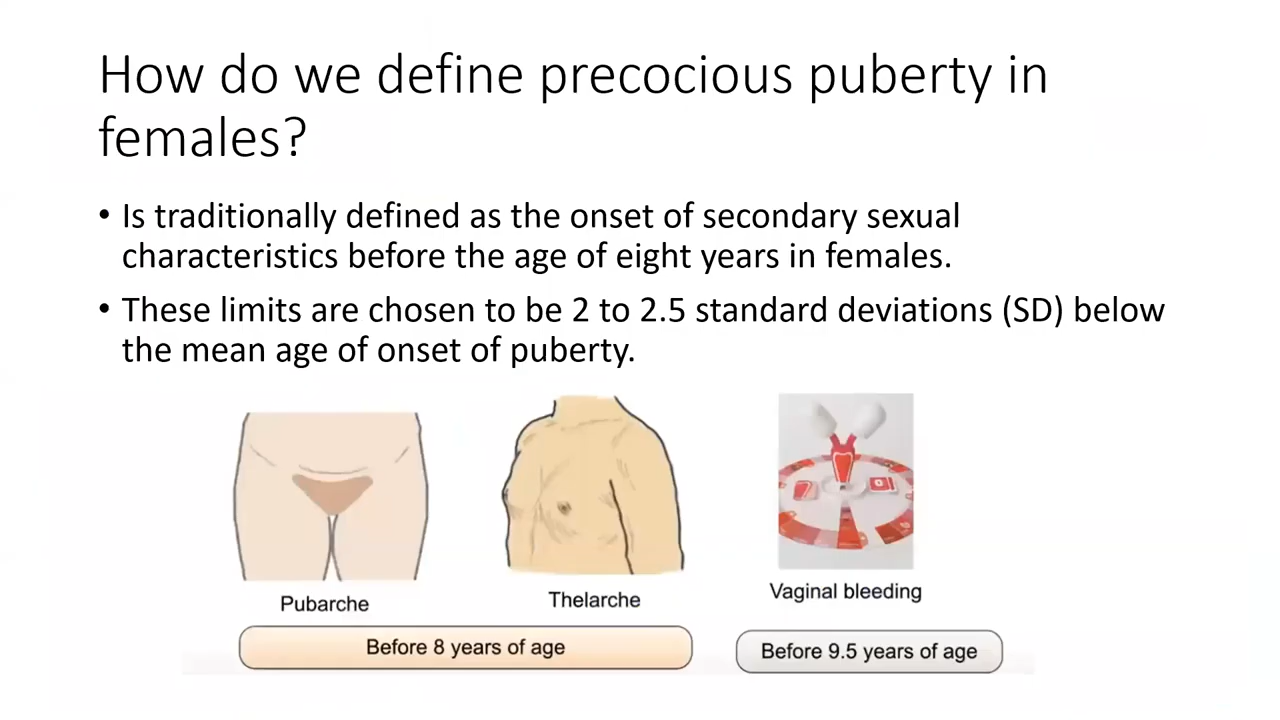 How do we define precocious puberty in
females?
• Is traditionally defined as the onset of secondary sexual
characteristics before the age of eight years in females.
• These limits are chosen to be 2 to 2.5 standard deviations (SD) below
the mean age of onset of puberty.
Pubarche
Thelarche
Vaginal bleeding
Before 8 years of age
Before 9.5 years of age